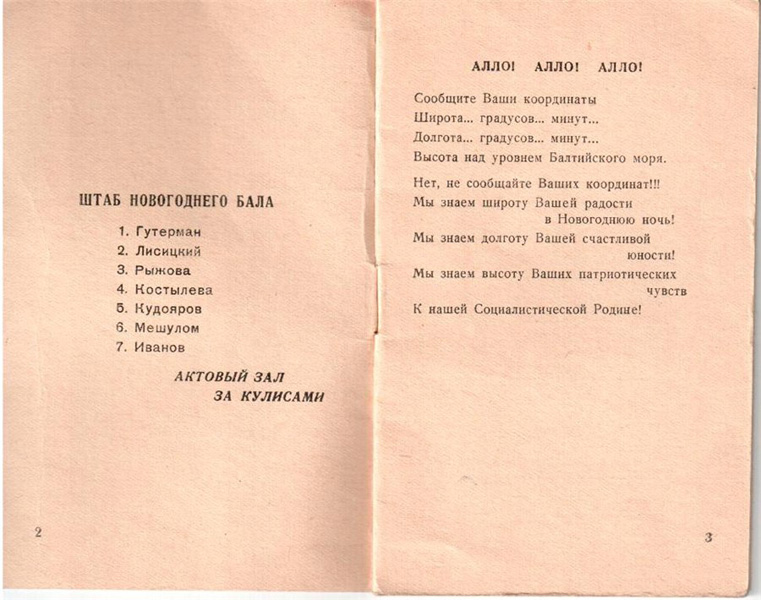 ШТАБ НОВОГОДНЕГО БАЛА
1. Гутерман
2. Лисицкий
3. Рыжова
4. Костылева
5. Кудояров
6. Мешулом
7. Иванов
АКТОВЫЙ ЗАЛ
ЗА КУЛИСАМИ
2
АЛЛО! АЛЛО! АЛЛО!
Сообщите Ваши координаты
Широта... градусов... минут...
Долгота... градусов... минут...
Высота над уровнем Балтийского моря.
Нет, не сообщайте Ваших координат!!!
Мы знаем широту Вашей радости
в Новогоднюю ночь!
Мы знаем долготу Вашей счастливой
юности!
Мы знаем высоту Ваших патриотических
чувств
К нашей Социалистической Родине!
3